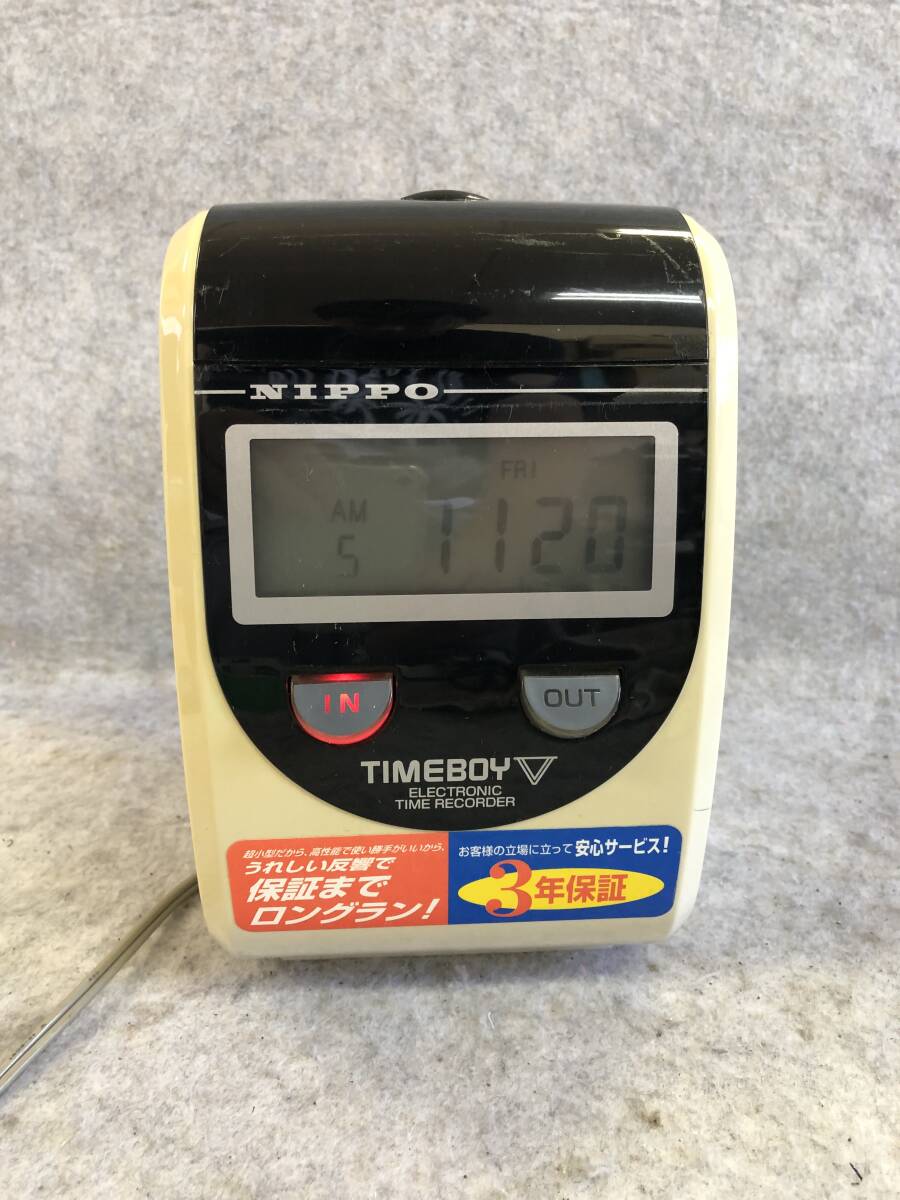 NIPPO
FRI
AM
5 11 20
IN
OUT
TIMEBOY V
ELECTRONIC
TIME RECORDER
超小型だから、高性能で使い勝手がいいから、
うれしい反響で
保証まで
ロングラン!
お客様の立場に立って 安心サービス!
3年保証